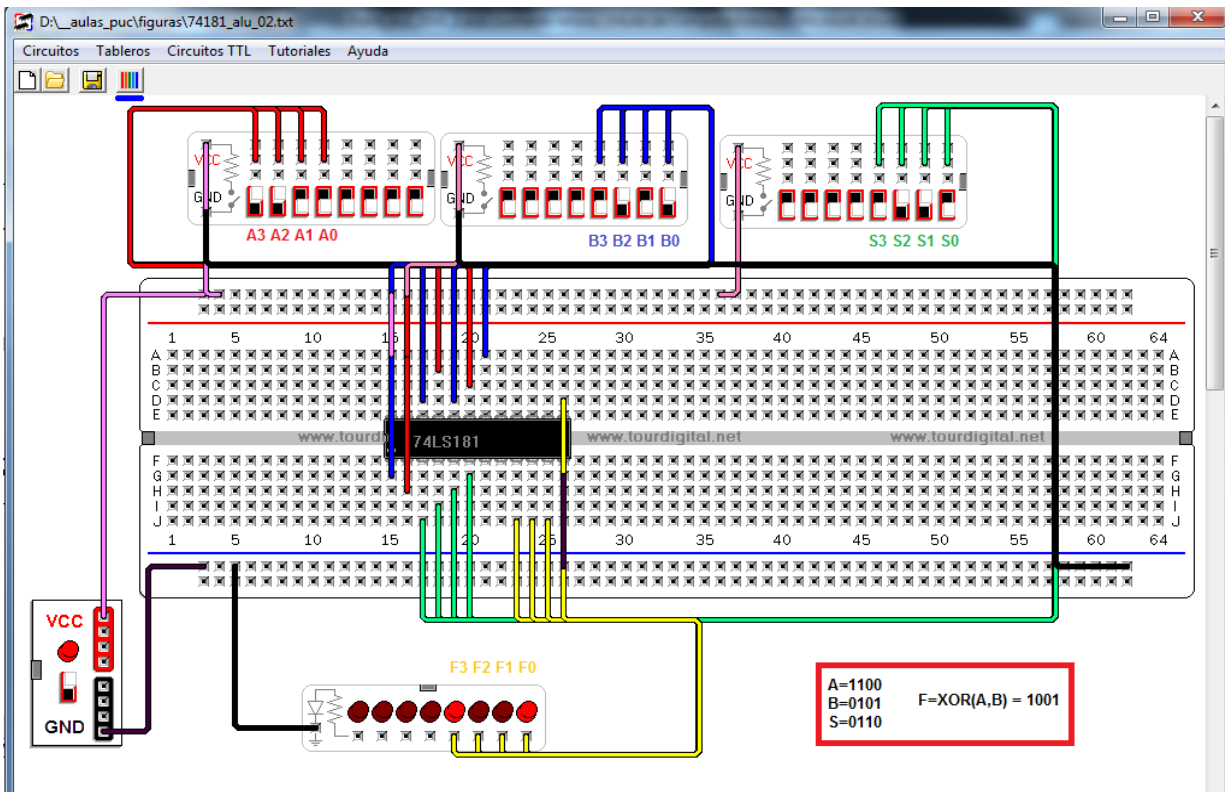 D:\_aulas_puc\figuras\74181_alu_02.txt
Circuitos Tableros Circuitos TTL Tutoriales Ayuda
VCC VCC VCC
GND GND GND
A3 A2 A1 A0
B3 B2 B1 B0
S3 S2 S1 S0
1 5 10 15 20 25 30 35 40 45 50 55 60 64
A A
B B
C C
D D
E E
www.tourd 74LS181 www.tourdigital.net www.tourdigital.net
F F
G G
H H
I I
J J
1 5 10 15 20 25 30 35 40 45 50 55 60 64
VCC
GND
F3 F2 F1 F0
A=1100
B=0101
S=0110
F=XOR(A,B) = 1001